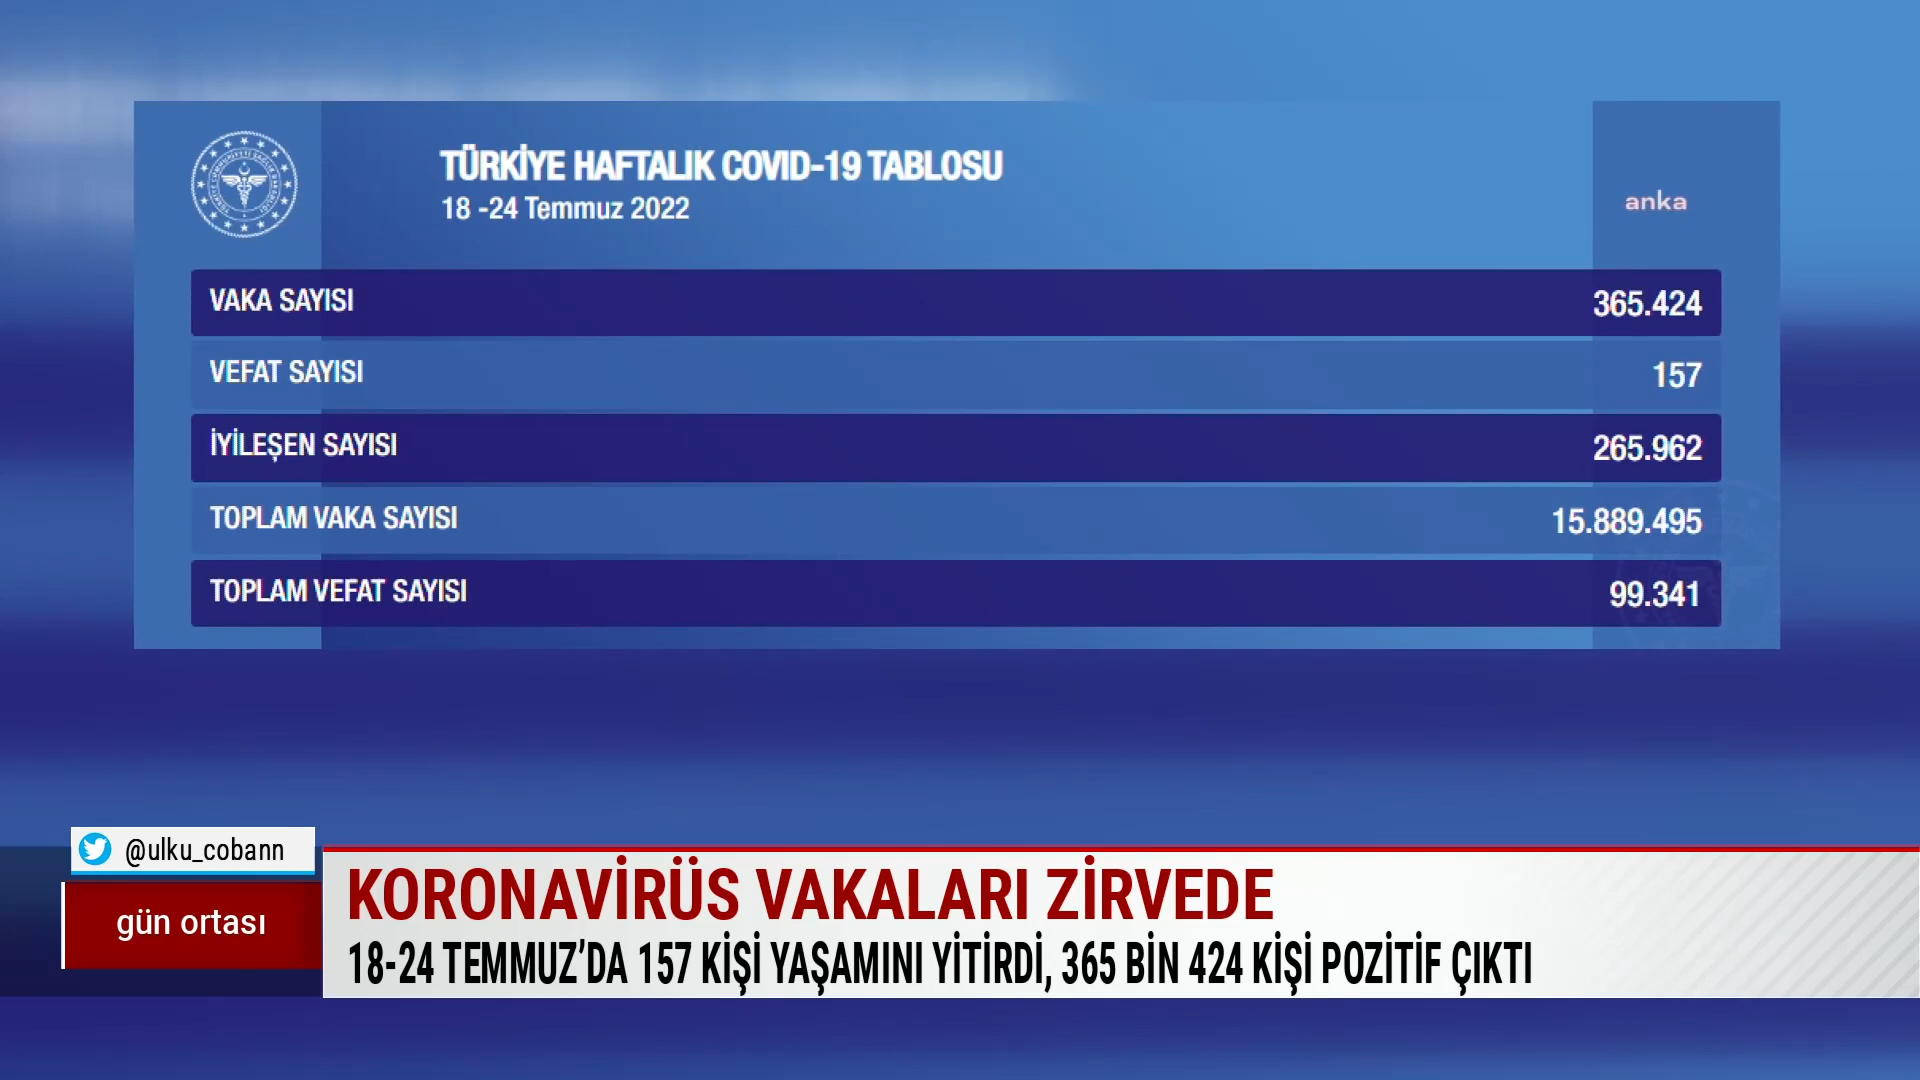 TÜRKİYE HAFTALIK COVID-19 TABLOSU
18 -24 Temmuz 2022
anka
VAKA SAYISI 365.424
VEFAT SAYISI 157
İYİLEŞEN SAYISI 265.962
TOPLAM VAKA SAYISI 15.889.495
TOPLAM VEFAT SAYISI 99.341
@ulku_cobann
gün ortası
KORONAVİRÜS VAKALARI ZİRVEDE
18-24 TEMMUZ’DA 157 KİŞİ YAŞAMINI YİTİRDİ, 365 BİN 424 KİŞİ POZİTİF ÇIKTI